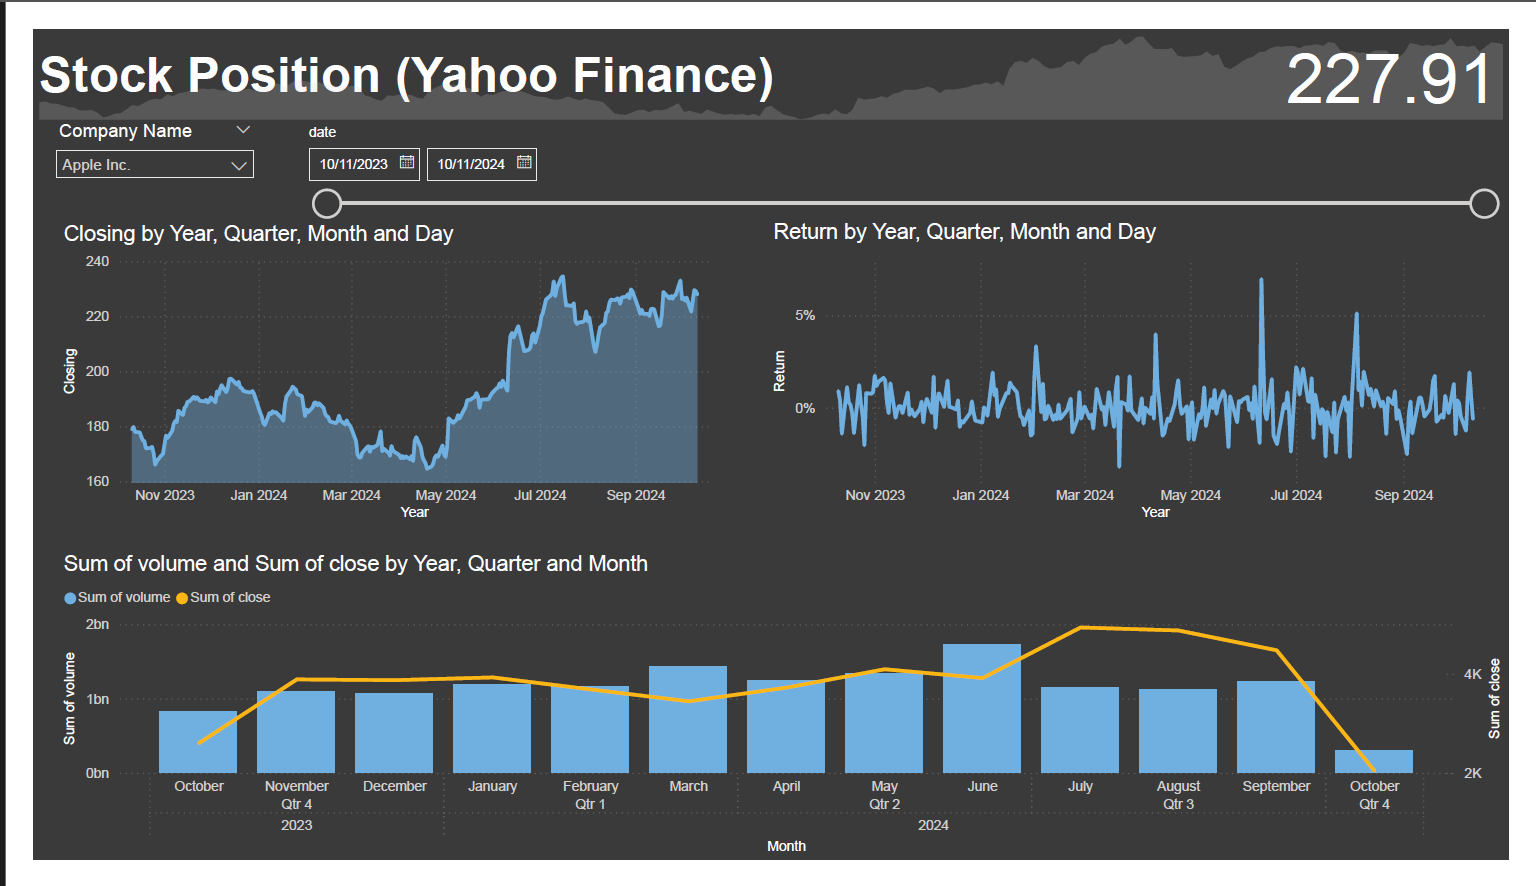 Stock Position (Yahoo Finance)
227.91
Company Name
Apple Inc.
date
10/11/2023
10/11/2024
Closing by Year, Quarter, Month and Day
240
220
200
180
160
Closing
Nov 2023 Jan 2024 Mar 2024 May 2024 Jul 2024 Sep 2024
Year
Return by Year, Quarter, Month and Day
5%
0%
Return
Nov 2023 Jan 2024 Mar 2024 May 2024 Jul 2024 Sep 2024
Year
Sum of volume and Sum of close by Year, Quarter and Month
Sum of volume Sum of close
2bn
1bn
0bn
Sum of volume
4K
2K
Sum of close
October November December January February March April May June July August September October
Qtr 4 Qtr 1 Qtr 2 Qtr 3 Qtr 4
2023 2024
Month